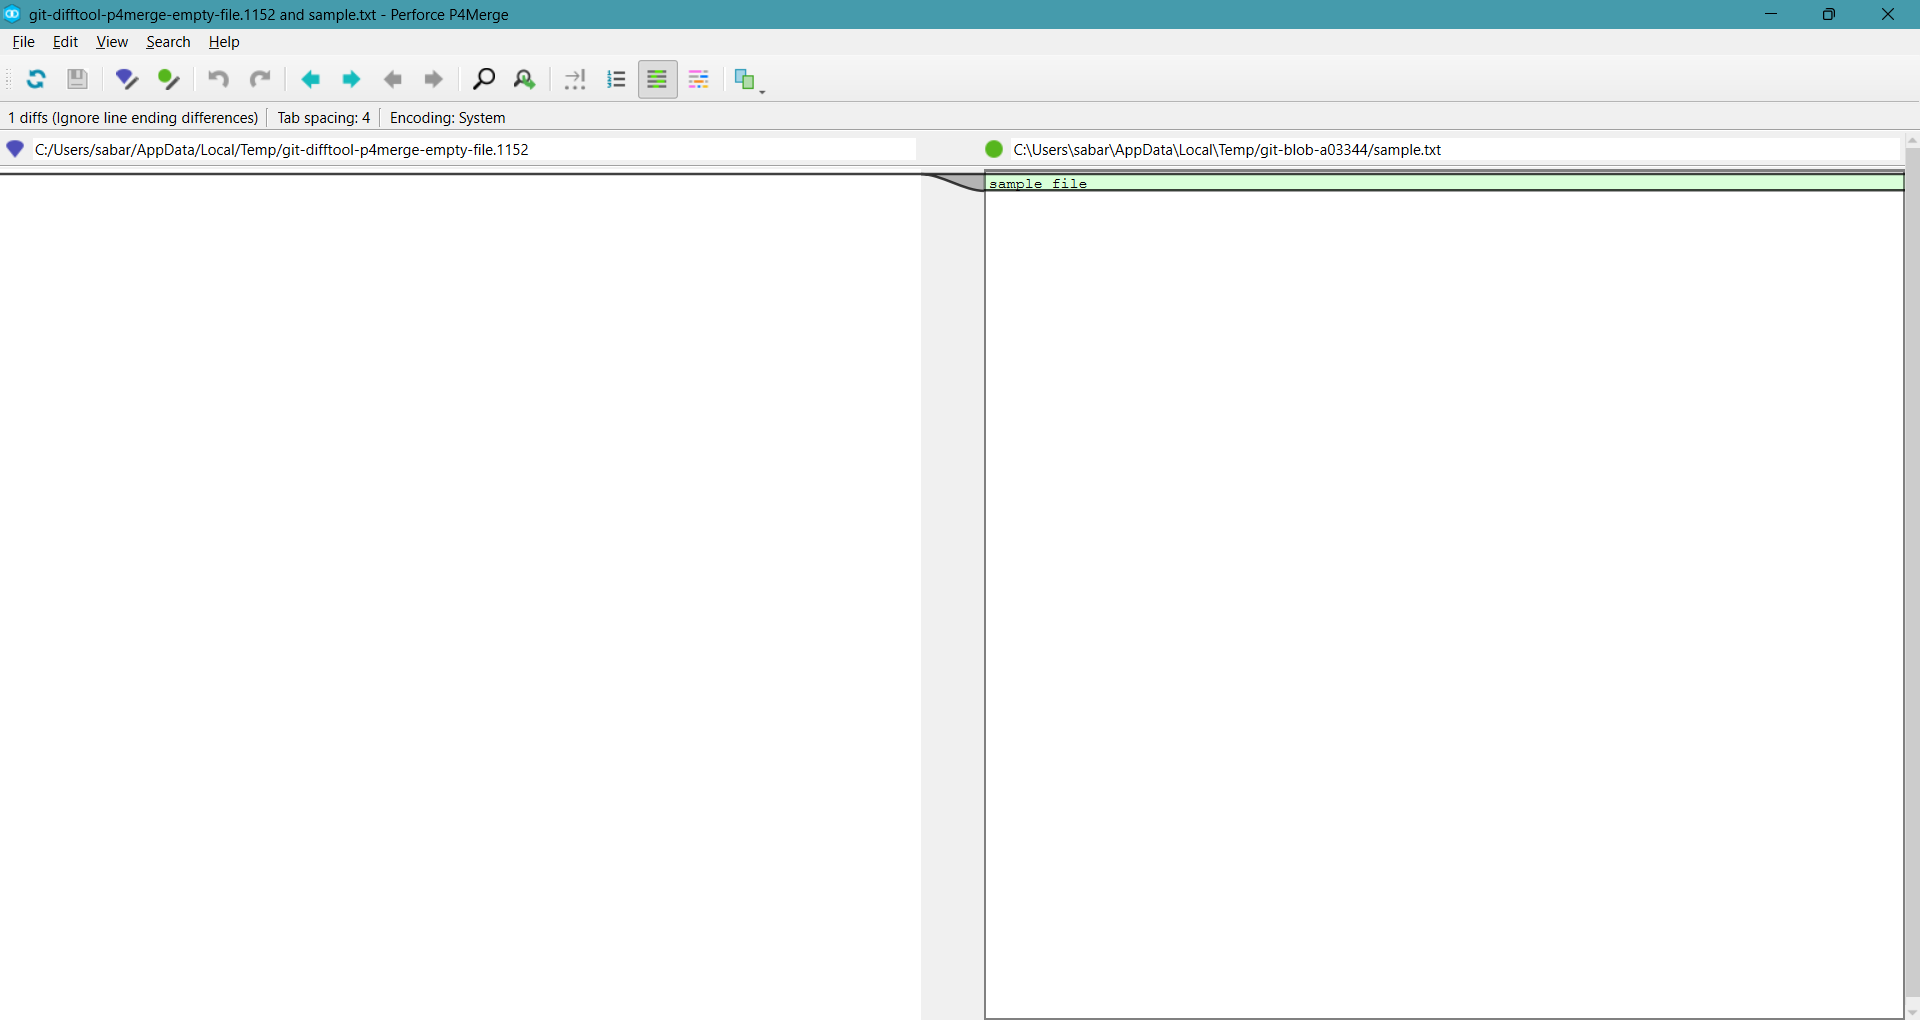 git-difftool-p4merge-empty-file.1152 and sample.txt - Perforce P4Merge
File Edit View Search Help
1 diffs (Ignore line ending differences) Tab spacing: 4 Encoding: System
C:/Users/sabar/AppData/Local/Temp/git-difftool-p4merge-empty-file.1152
C:\Users\sabar\AppData\Local\Temp/git-blob-a03344/sample.txt
sample file